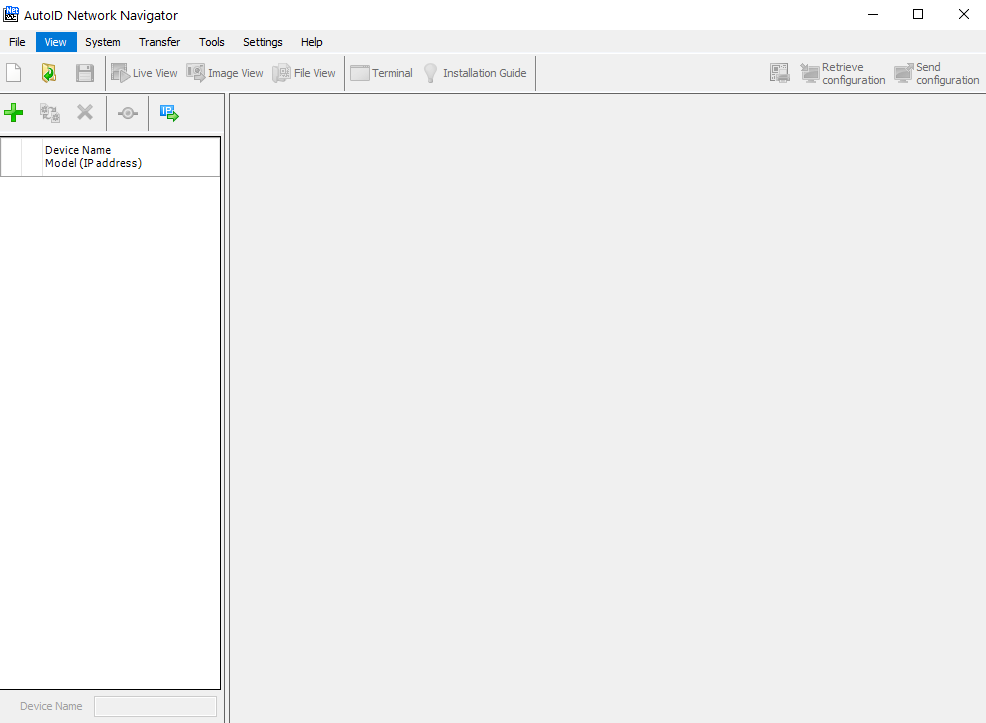 AutoID Network Navigator
File View System Transfer Tools Settings Help
Live View Image View File View Terminal Installation Guide Retrieve configuration Send configuration
IP
Device Name
Model (IP address)
Device Name